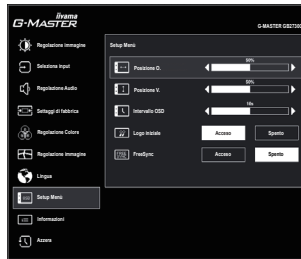 iiyama
G-MASTER
G-MASTER GB2730
Regolazione immagine
Seleziona input
Regolazione Audio
Settaggi di fabbrica
Regolazione Colore
Regolazione immagine
Lingua
Setup Menù
Informazioni
Azzera
Setup Menù
Posizione O.
50%
Posizione V.
50%
Intervallo OSD
10s
Logo Iniziale
Acceso
Spento
FreeSync
Acceso
Spento